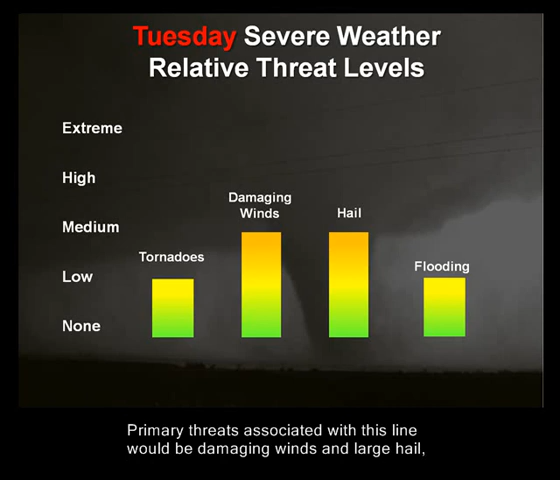 Tuesday Severe Weather
Relative Threat Levels
Extreme
High
Medium
Low
None
Tornadoes
Damaging
Winds
Hail
Flooding
Primary threats associated with this line
would be damaging winds and large hail,